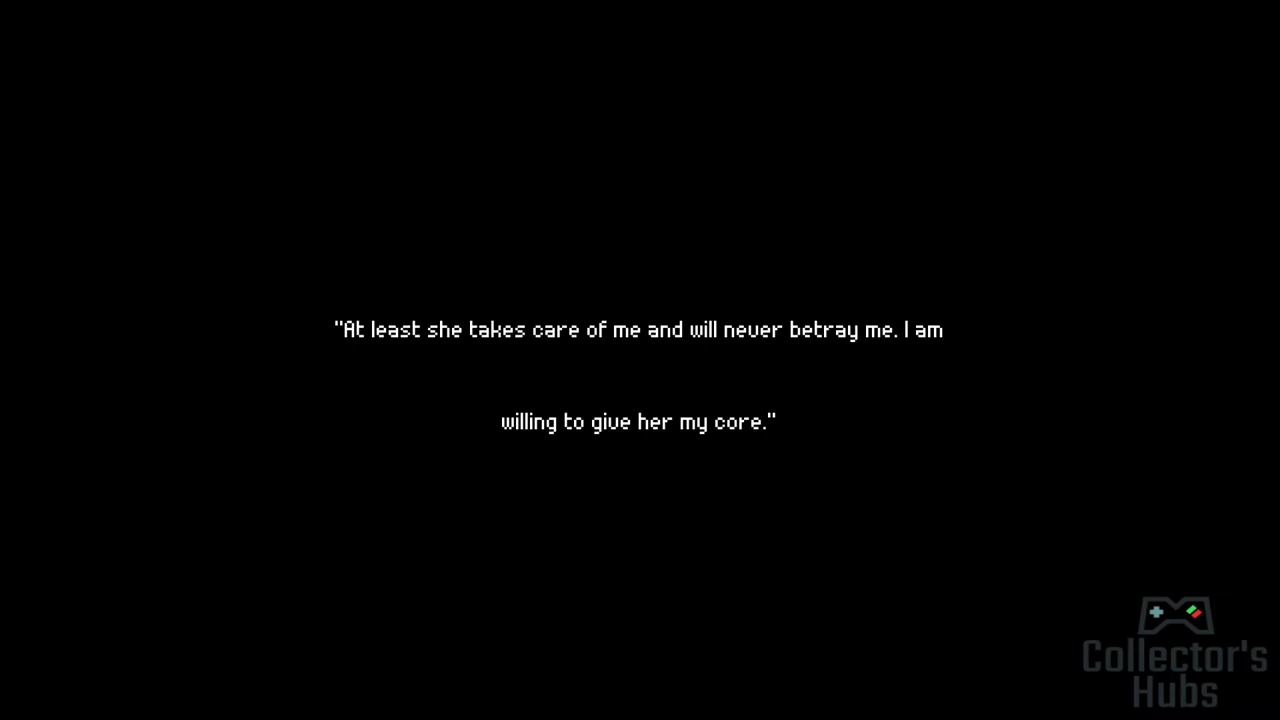 "At least she takes care of me and will never betray me. I am
willing to give her my core."
Collector's
Hubs